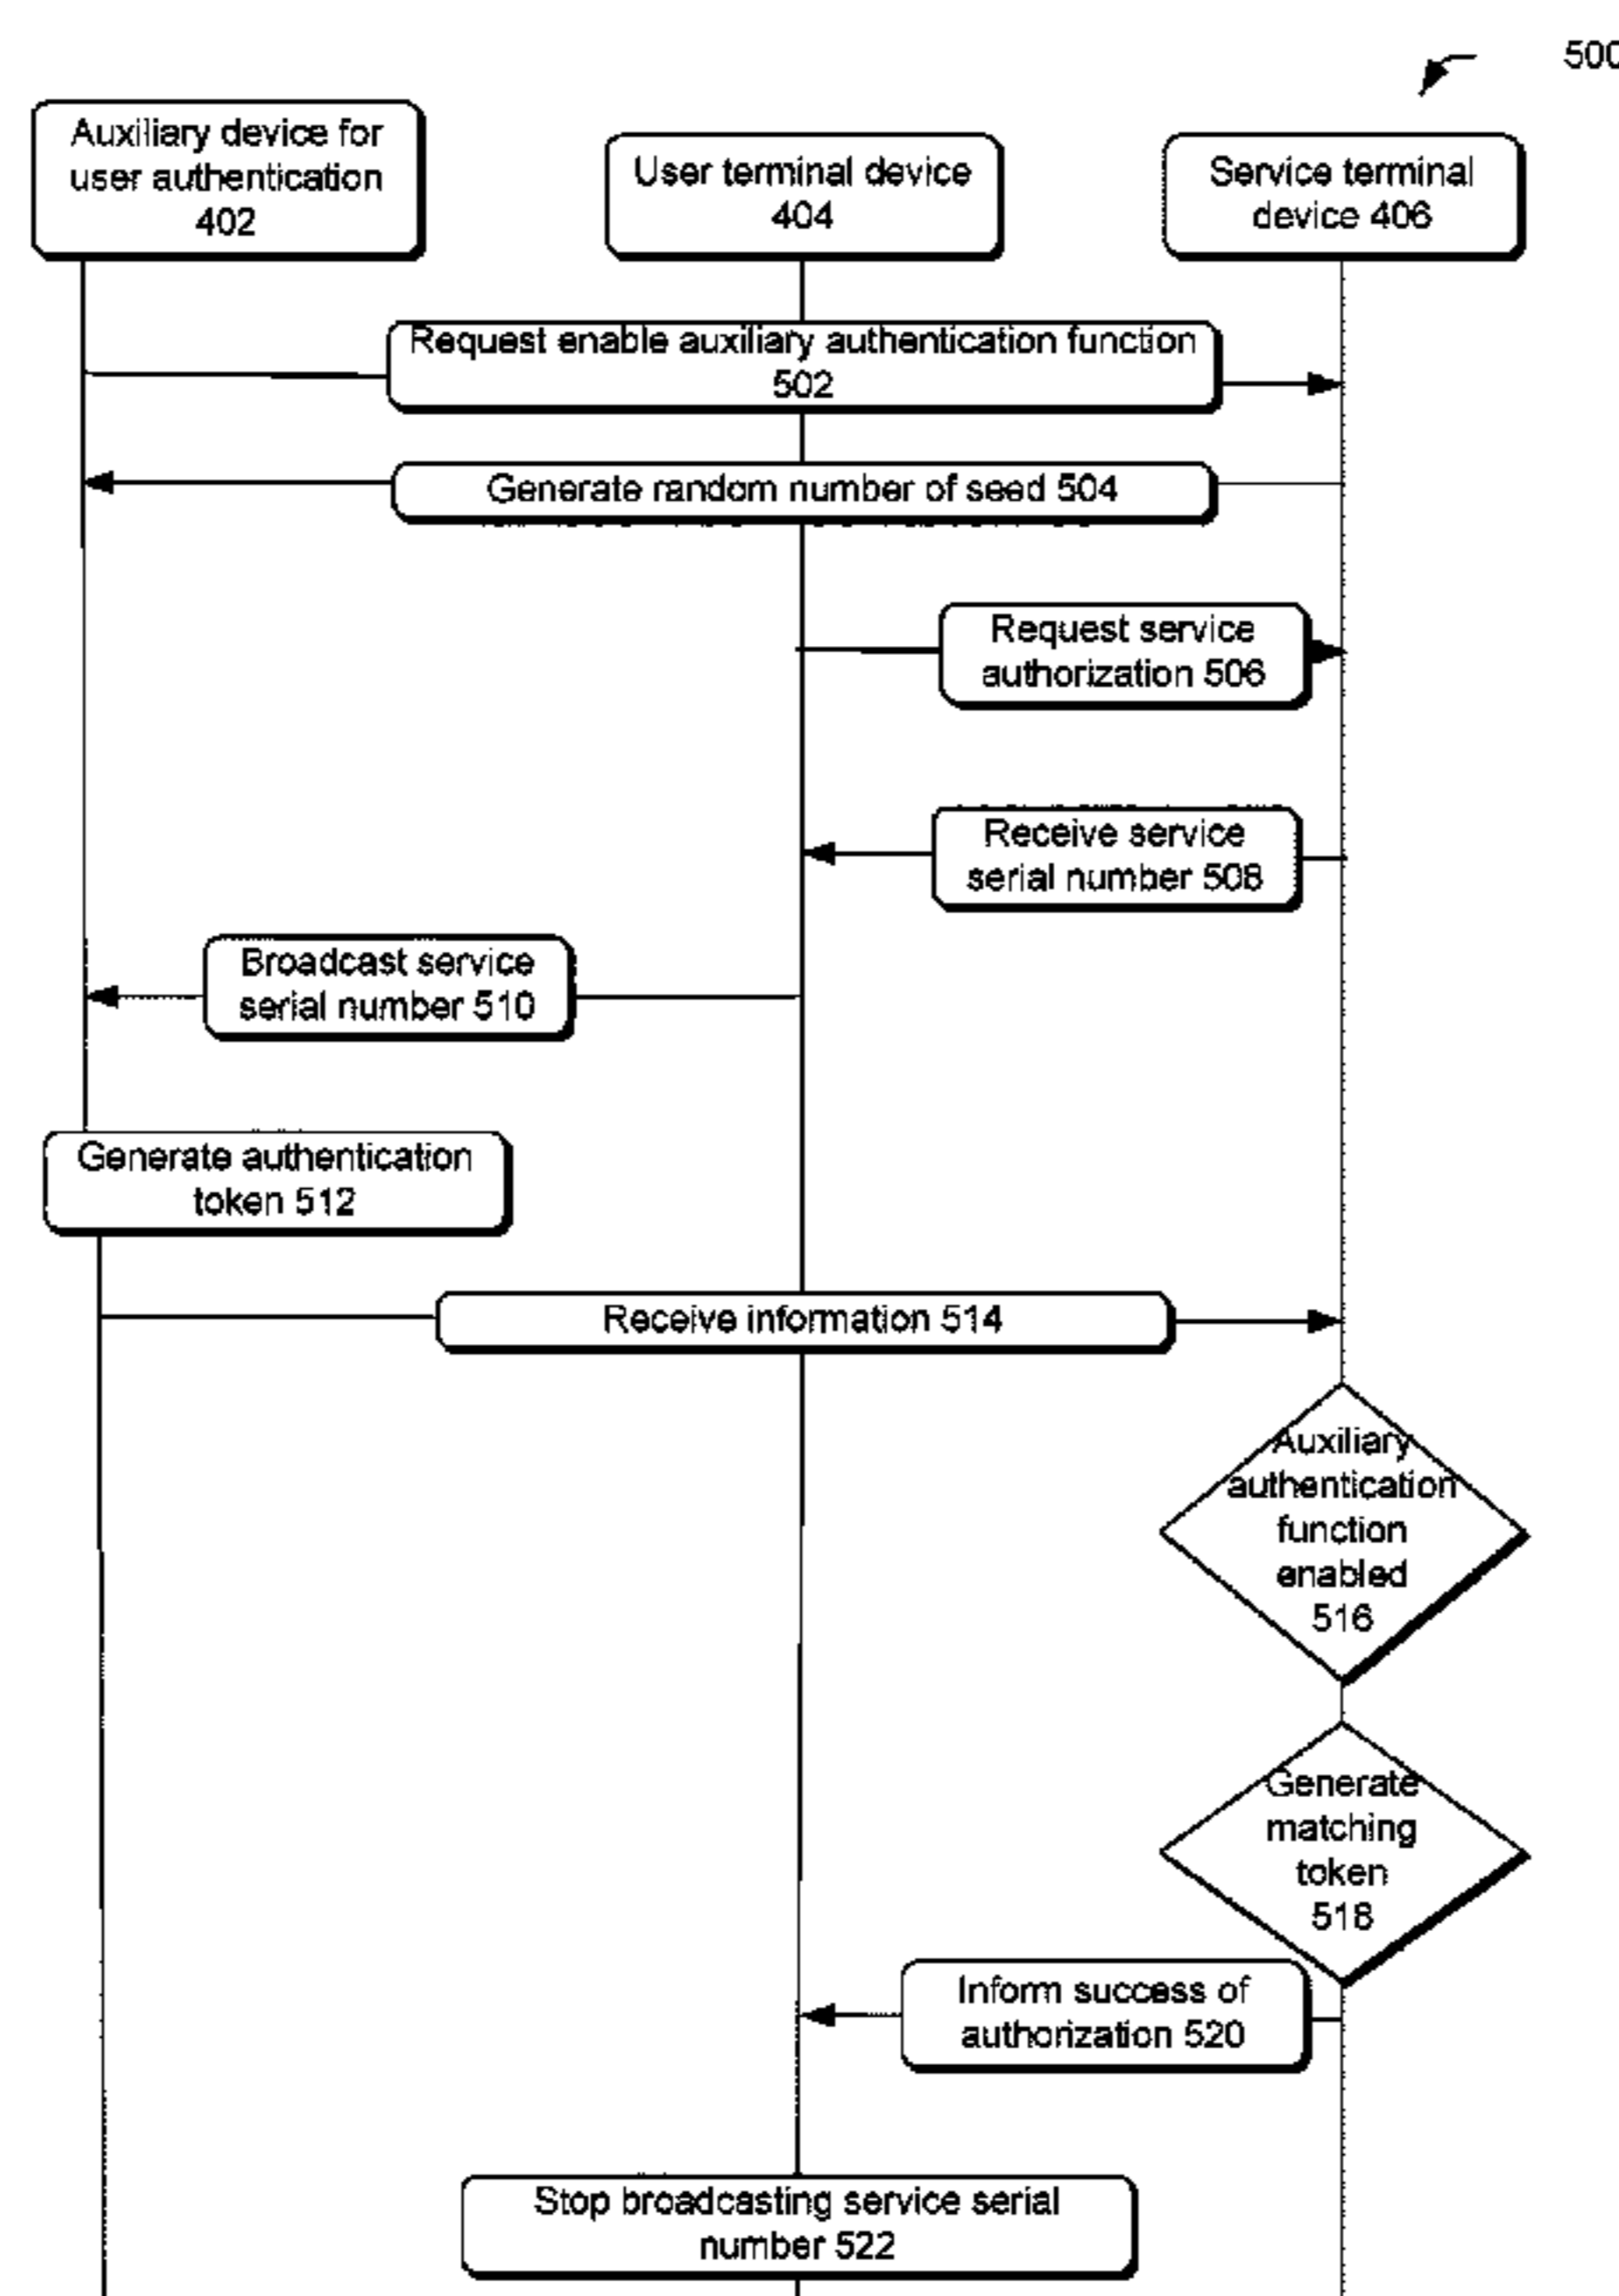 500
Auxiliary device for
user authentication
402
User terminal device
404
Service terminal
device 406
Request enable auxiliary authentication function
502
Generate random number of seed 504
Request service
authorization 506
Receive service
serial number 508
Broadcast service
serial number 510
Generate authentication
token 512
Receive information 514
Auxiliary
authentication
function
enabled
516
Generate
matching
token
518
Inform success of
authorization 520
Stop broadcasting service serial
number 522